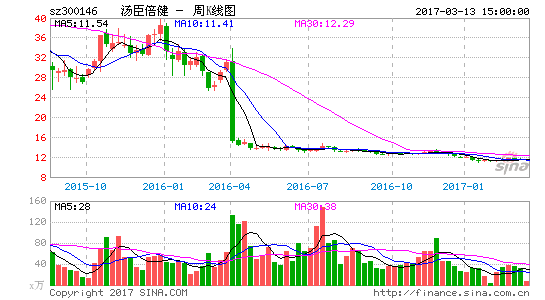 sz300146 汤臣倍健 - 周K线图 2017-03-13 15:00:00
MA5:11.54 MA10:11.41 MA30:12.29
40
36
32
28
24
20
16
12
8
2015-10 2016-01 2016-04 2016-07 2016-10 2017-01
sina
MA5:28 MA10:24 MA30:38
160
120
80
40
x万
Copyright 2017 SINA.COM http://finance.sina.com.cn